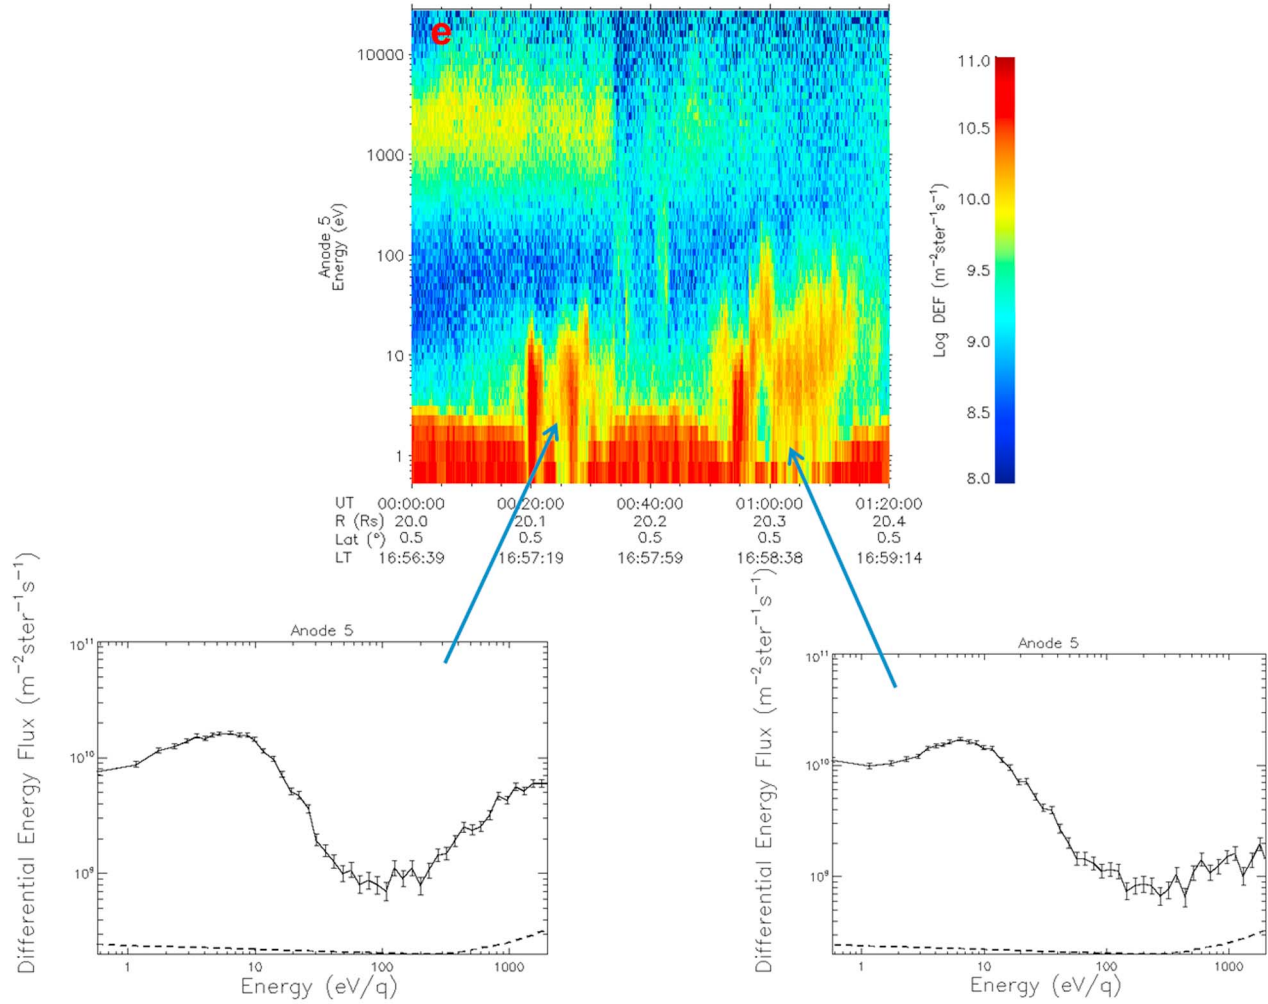 e
10000
1000
100
10
1
Anode 5
Energy (eV)
11.0
10.5
10.0
9.5
9.0
8.5
8.0
Log DEF (m⁻²ster⁻¹s⁻¹)
UT 00:00:00 00:20:00 00:40:00 01:00:00 01:20:00
R (Rs) 20.0 20.1 20.2 20.3 20.4
Lat (°) 0.5 0.5 0.5 0.5 0.5
LT 16:56:39 16:57:19 16:57:59 16:58:38 16:59:14
Anode 5
Differential Energy Flux (m⁻²ster⁻¹s⁻¹)
10¹¹
10¹⁰
10⁹
1 10 100 1000
Energy (eV/q)
Anode 5
Differential Energy Flux (m⁻²ster⁻¹s⁻¹)
10¹¹
10¹⁰
10⁹
1 10 100 1000
Energy (eV/q)